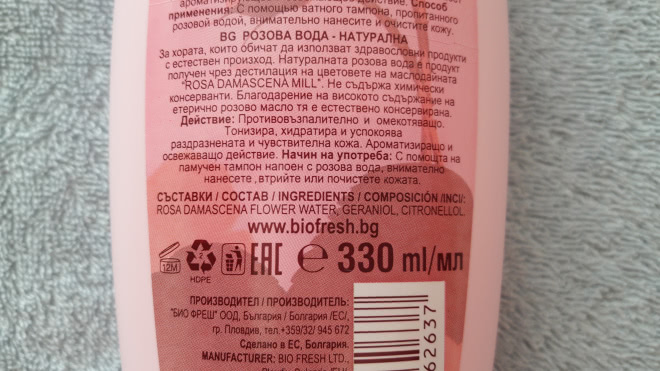 ароматизирующее
действие. Способ
применения: С помощью ватного тампона, пропитанного
розовой водой, внимательно нанесите и очистите кожу.
BG РОЗОВА ВОДА - НАТУРАЛНА
За хората, които обичат да използват здравословни продукти
с естествен произход. Натуралната розова вода е продукт
получен чрез дестилация на цветовете на маслодайната
"ROSA DAMASCENA MILL". Не съдържа химически
консерванти. Благодарение на високото съдържание на
етерично розово масло тя е естествено консервирана.
Действие: Противовъзпалително и омекотяващо.
Тонизира, хидратира и успокоява
раздразнената и чувствителна кожа. Ароматизиращо и
освежаващо действие. Начин на употреба: С помощта на
памучен тампон напоен с розова вода, внимателно
нанесете ,втрийте или почистете кожата.
СЪСТАВКИ / СОСТАВ / INGREDIENTS / COMPOSICIÓN /INCI/:
ROSA DAMASCENA FLOWER WATER, GERANIOL, CITRONELLOL.
www.biofresh.bg
12M 2 HDPE EAC e 330 ml/мл
ПРОИЗВОДИТЕЛ / ПРОИЗВОДИТЕЛЬ:
"БИО ФРЕШ" ООД, България / Болгария /ЕС/,
гр. Пловдив, тел.+359/32/ 945 672
Сделано в ЕС, Болгария.
MANUFACTURER: BIO FRESH LTD.,
62637